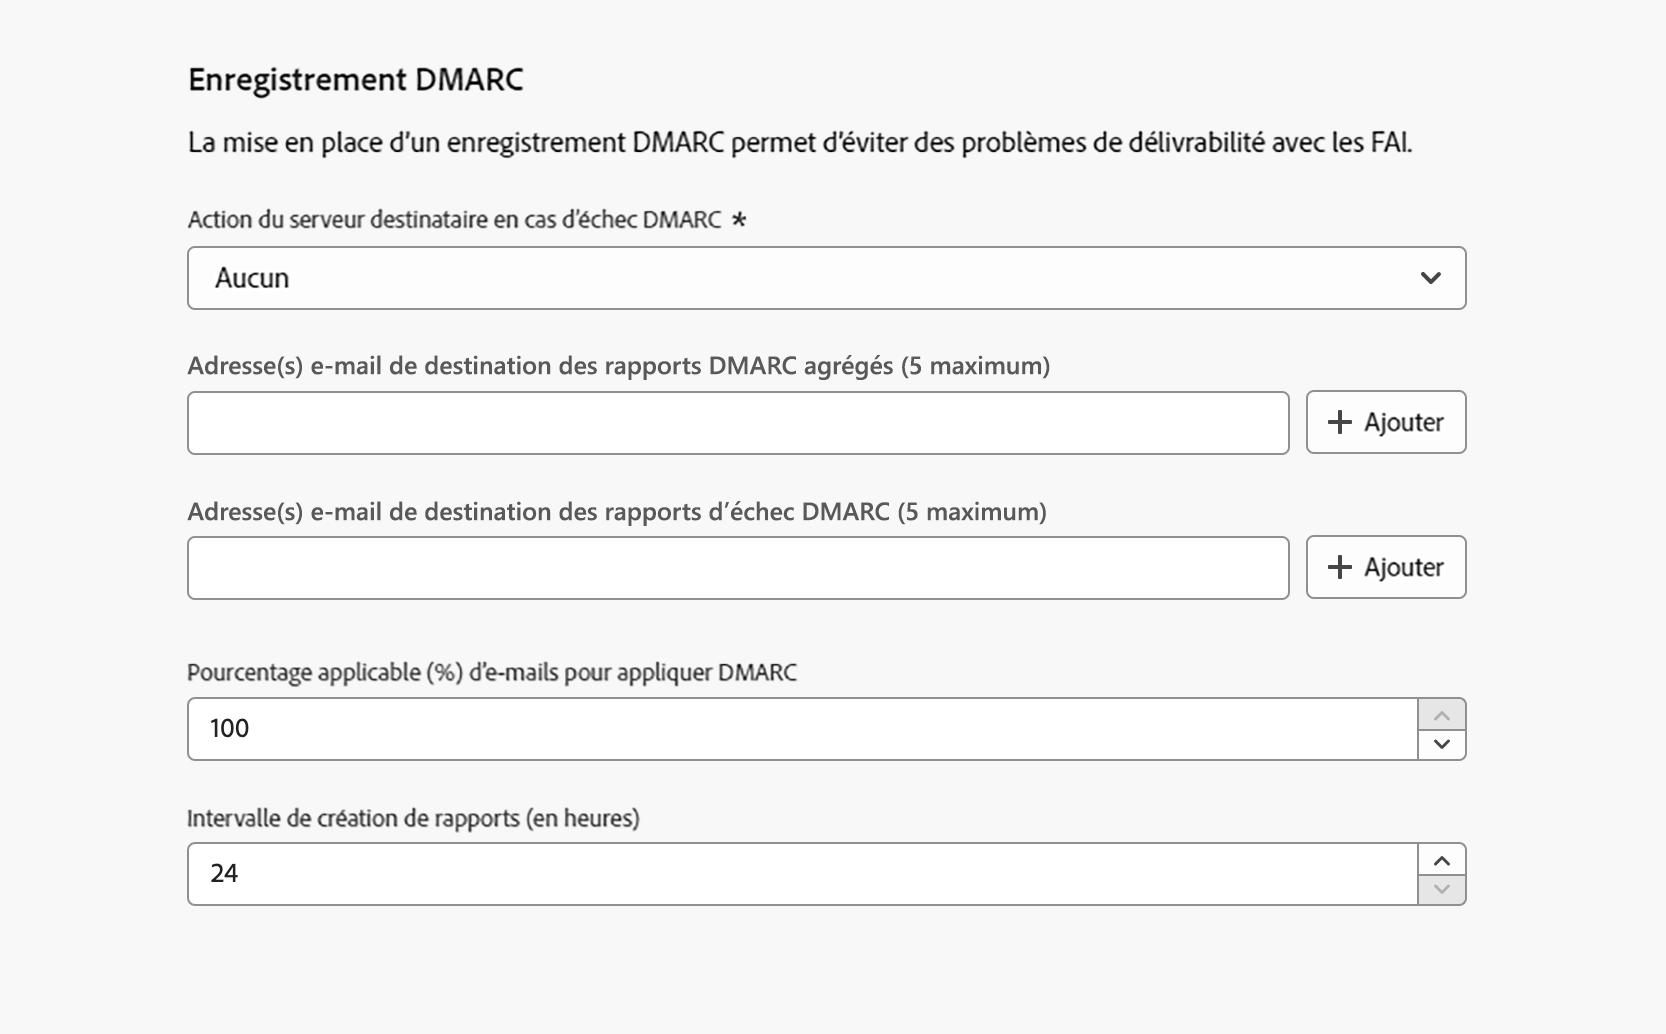 Enregistrement DMARC
La mise en place d’un enregistrement DMARC permet d’éviter des problèmes de délivrabilité avec les FAI.
Action du serveur destinataire en cas d’échec DMARC *
Aucun
Adresse(s) e-mail de destination des rapports DMARC agrégés (5 maximum)
+ Ajouter
Adresse(s) e-mail de destination des rapports d’échec DMARC (5 maximum)
+ Ajouter
Pourcentage applicable (%) d’e-mails pour appliquer DMARC
100
Intervalle de création de rapports (en heures)
24